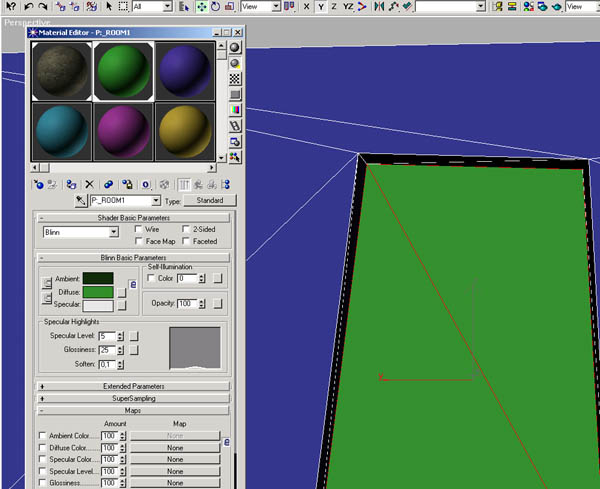 All
View
X Y Z YZ
View
Perspective
Material Editor - P:_ROOM1
P:_ROOM1 Type: Standard
- Shader Basic Parameters
Blinn Wire 2-Sided
Face Map Faceted
- Blinn Basic Parameters
Self-Illumination
Ambient: Color 0
Diffuse:
Specular: Opacity: 100
Specular Highlights
Specular Level: 5
Glossiness: 25
Soften: 0,1
+ Extended Parameters
+ SuperSampling
- Maps
Amount Map
Ambient Color..... 100 None
Diffuse Color....... 100 None
Specular Color.... 100 None
Specular Level.... 100 None
Glossiness.......... 100 None
y